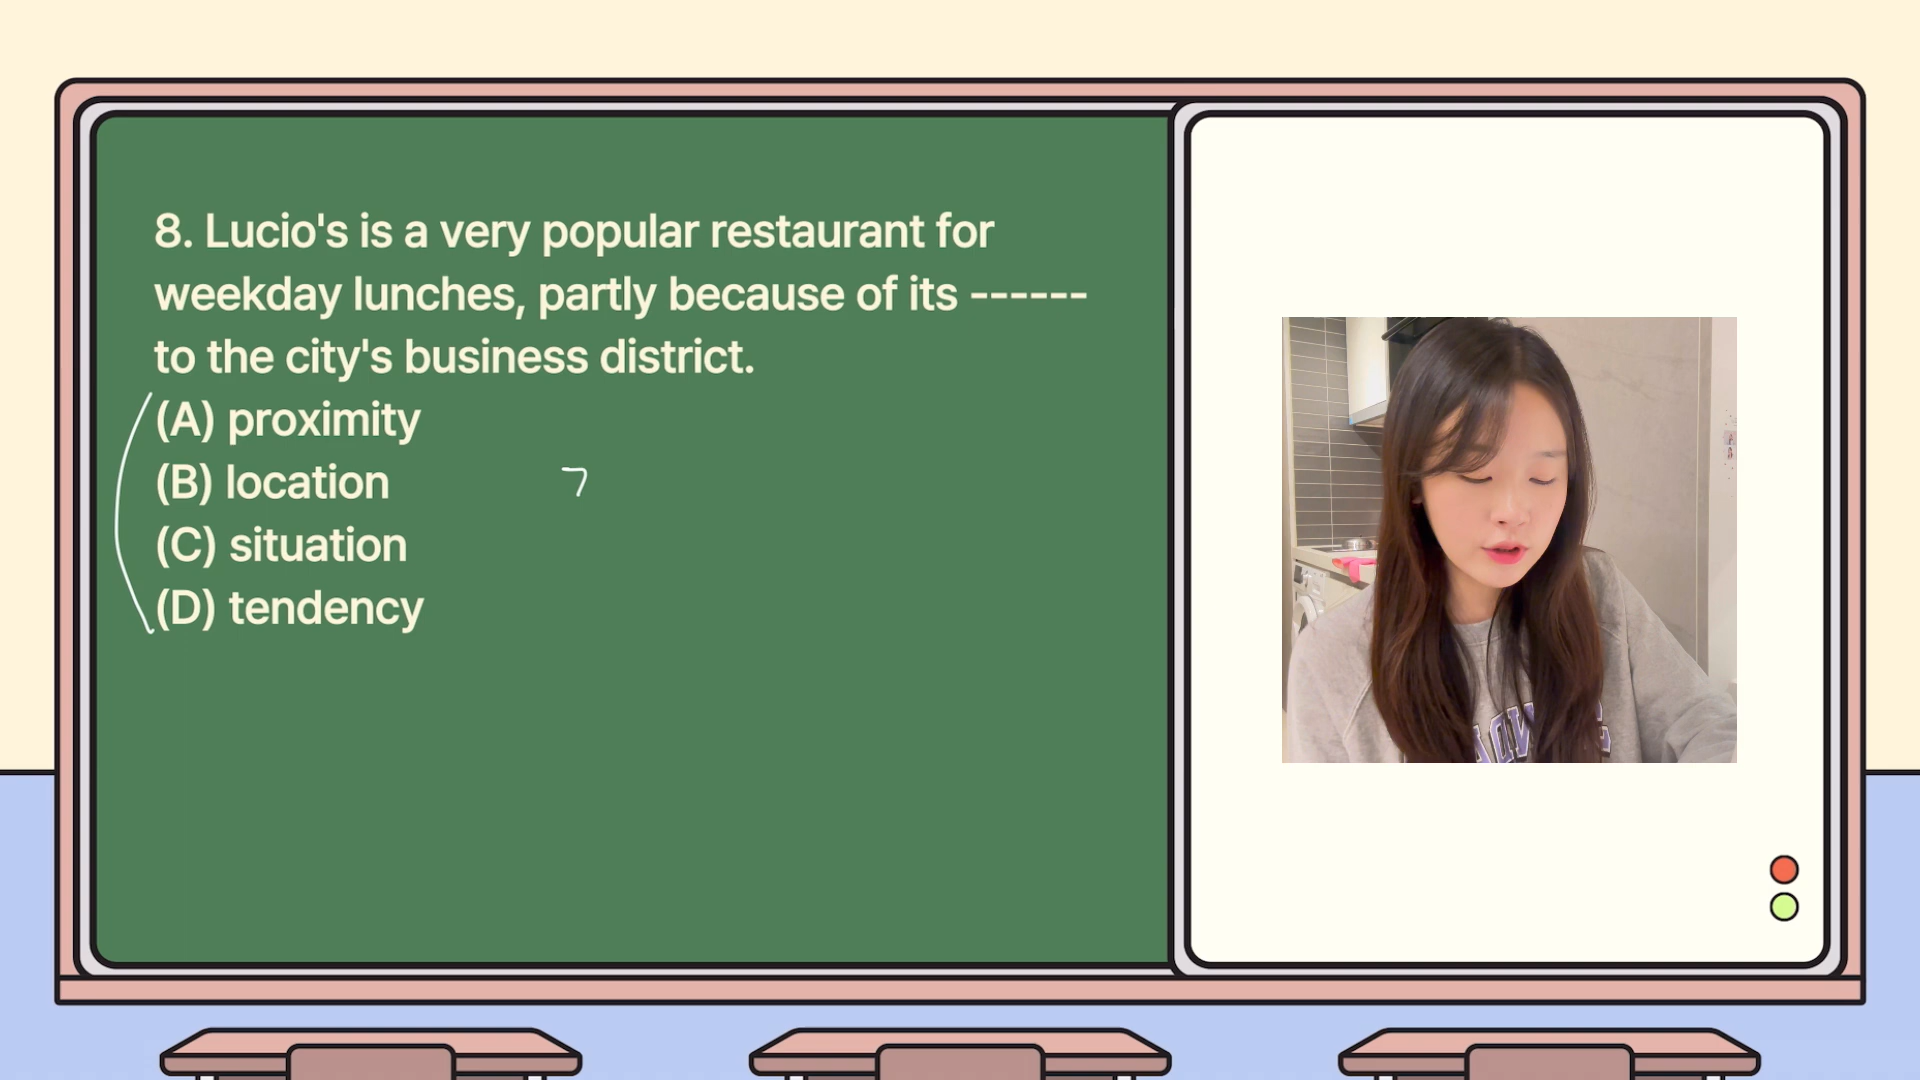 8. Lucio's is a very popular restaurant for
weekday lunches, partly because of its ------
to the city's business district.
(A) proximity
(B) location
(C) situation
(D) tendency